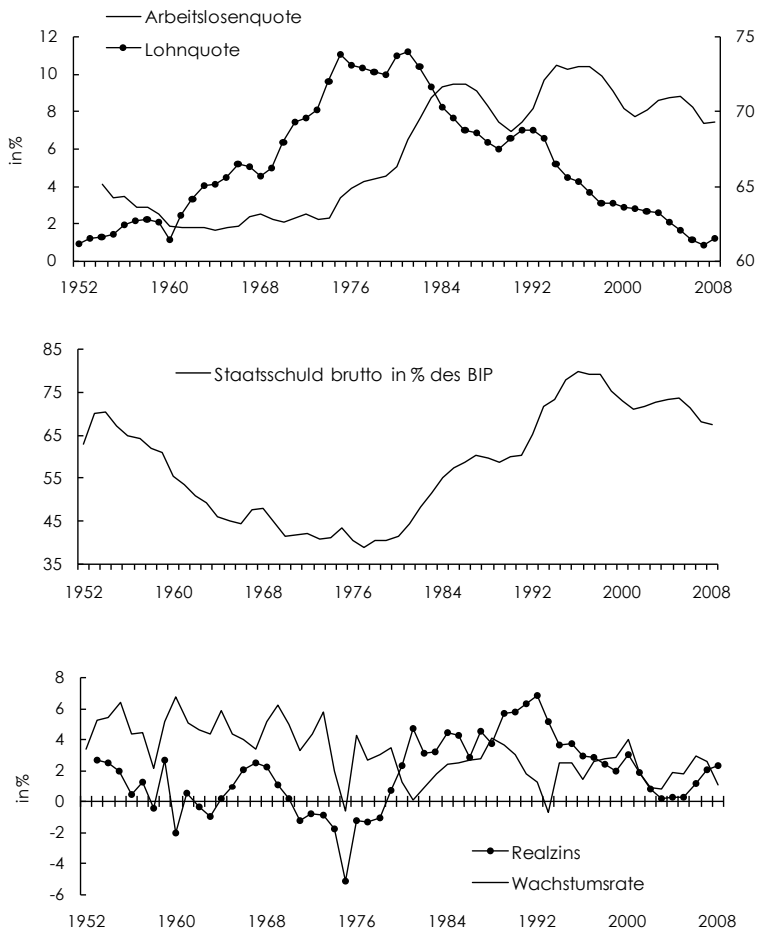 Arbeitslosenquote
Lohnquote
12 75
10
8 70
6
4 65
2
0 60
in %
1952 1960 1968 1976 1984 1992 2000 2008
85
Staatsschuld brutto in % des BIP
75
65
55
45
35
1952 1960 1968 1976 1984 1992 2000 2008
8
6
4
2
0
-2
-4
-6
in %
Realzins
Wachstumsrate
1952 1960 1968 1976 1984 1992 2000 2008